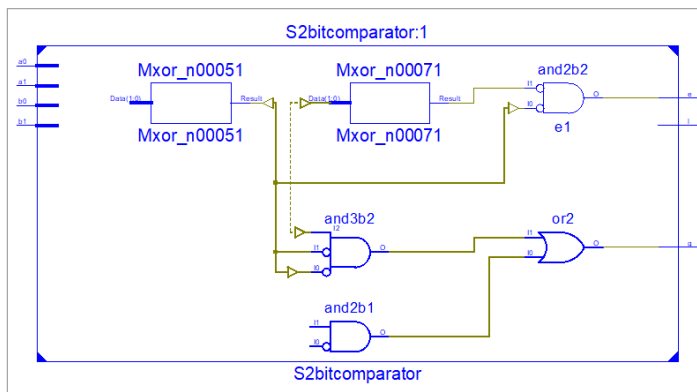 S2bitcomparator:1
a0
a1
b0
b1
Mxor_n00051
Data(1:0) Result
Mxor_n00051
Mxor_n00071
Data(1:0) Result
Mxor_n00071
and2b2
I1
I0
O
e1
e
l
and3b2
I2
I1
I0
O
or2
I1
I0
O
g
and2b1
I1
I0
O
S2bitcomparator